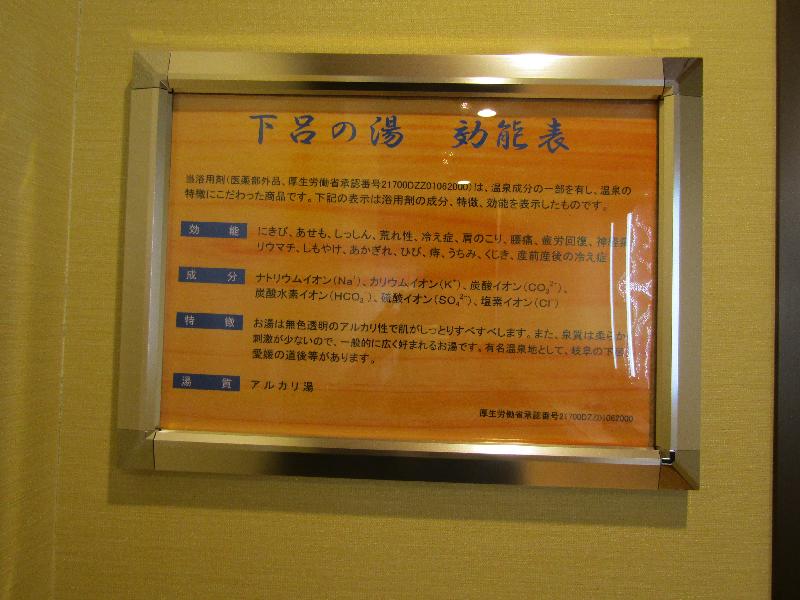 下呂の湯 効能表
当浴用剤(医薬部外品、厚生労働省承認番号21700DZZ01062000)は、温泉成分の一部を有し、温泉の
特徴にこだわった商品です。下記の表示は浴用剤の成分、特徴、効能を表示したものです。
効能 にきび、あせも、しっしん、荒れ性、冷え症、肩のこり、腰痛、疲労回復、神経痛
リウマチ、しもやけ、あかぎれ、ひび、痔、うちみ、くじき、産前産後の冷え症
成分 ナトリウムイオン(Na⁺)、カリウムイオン(K⁺)、炭酸イオン(CO₃²⁻)、
炭酸水素イオン(HCO₃⁻)、硫酸イオン(SO₄²⁻)、塩素イオン(Cl⁻)
特徴 お湯は無色透明のアルカリ性で肌がしっとりすべすべします。また、泉質は柔らか
刺激が少ないので、一般的に広く好まれるお湯です。有名温泉地として、岐阜の下呂
愛媛の道後等があります。
湯質 アルカリ湯
厚生労働省承認番号21700DZZ01062000